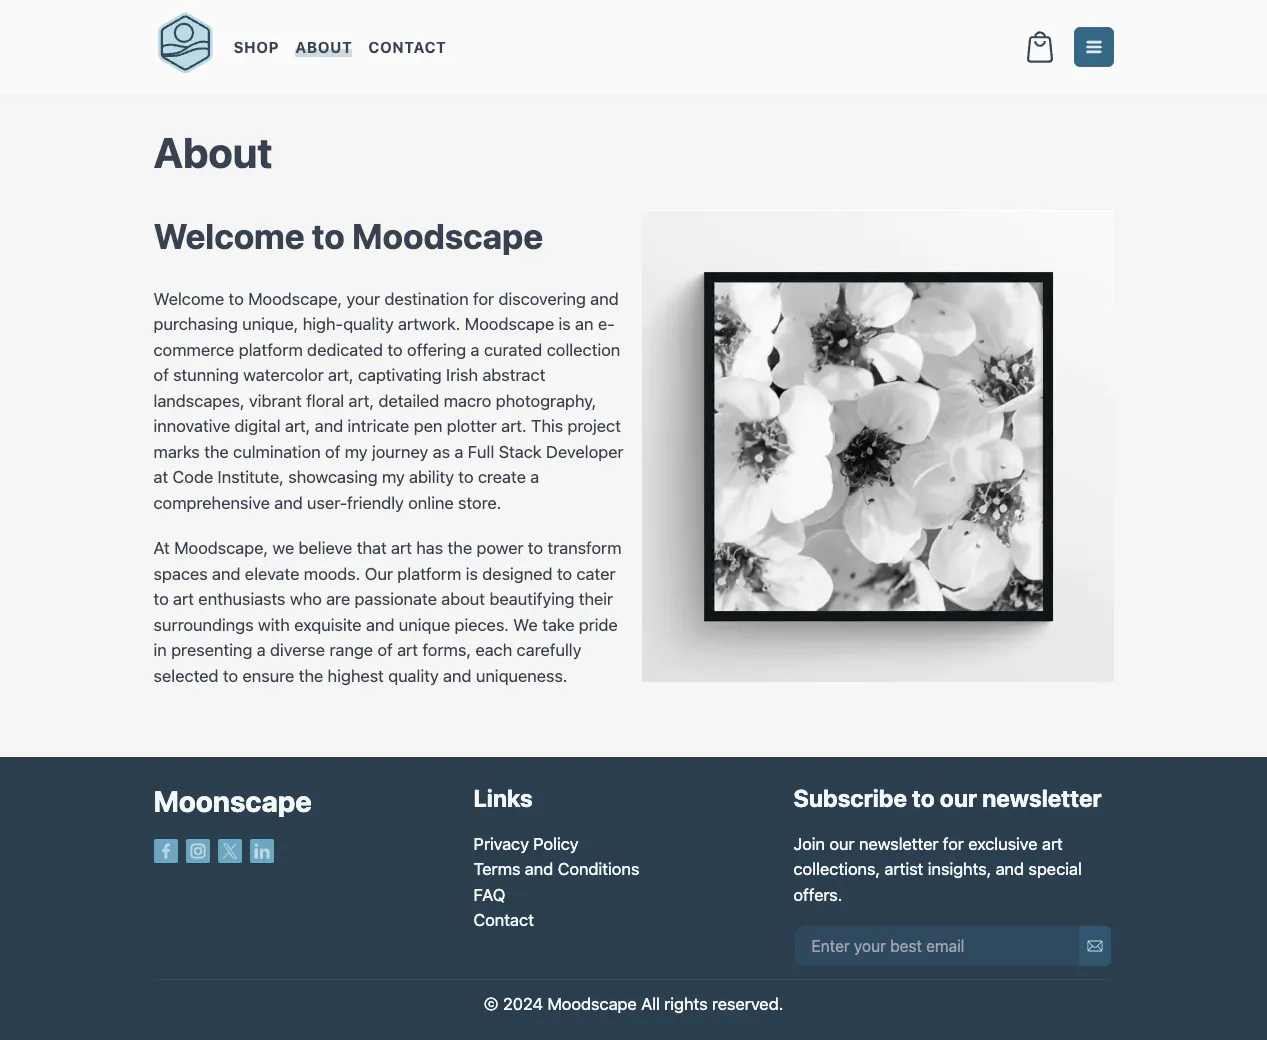 SHOP ABOUT CONTACT
About
Welcome to Moodscape
Welcome to Moodscape, your destination for discovering and
purchasing unique, high-quality artwork. Moodscape is an e-
commerce platform dedicated to offering a curated collection
of stunning watercolor art, captivating Irish abstract
landscapes, vibrant floral art, detailed macro photography,
innovative digital art, and intricate pen plotter art. This project
marks the culmination of my journey as a Full Stack Developer
at Code Institute, showcasing my ability to create a
comprehensive and user-friendly online store.
At Moodscape, we believe that art has the power to transform
spaces and elevate moods. Our platform is designed to cater
to art enthusiasts who are passionate about beautifying their
surroundings with exquisite and unique pieces. We take pride
in presenting a diverse range of art forms, each carefully
selected to ensure the highest quality and uniqueness.
Moonscape
Links
Privacy Policy
Terms and Conditions
FAQ
Contact
Subscribe to our newsletter
Join our newsletter for exclusive art
collections, artist insights, and special
offers.
Enter your best email
© 2024 Moodscape All rights reserved.